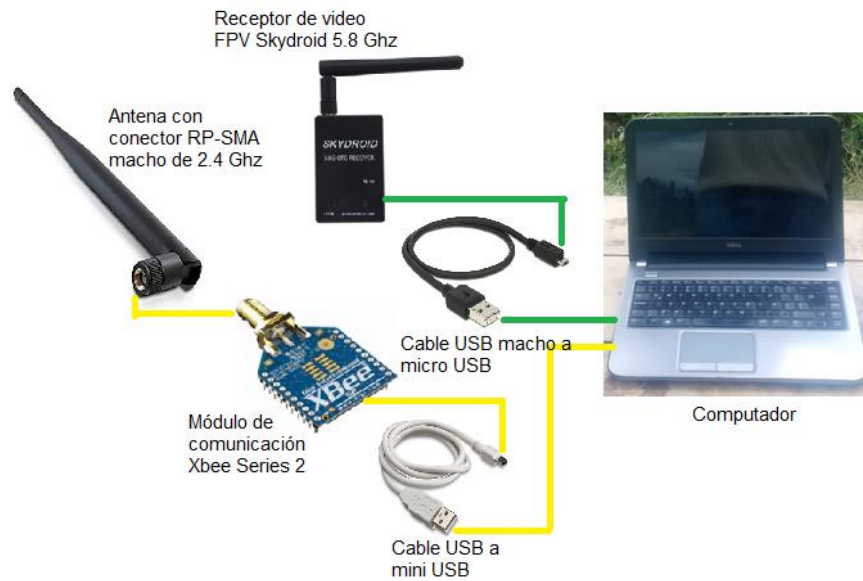 Receptor de video
FPV Skydroid 5.8 Ghz
Antena con
conector RP-SMA
macho de 2.4 Ghz
SKYDROID
Cable USB macho a
micro USB
XBee
Computador
Módulo de
comunicación
Xbee Series 2
Cable USB a
mini USB